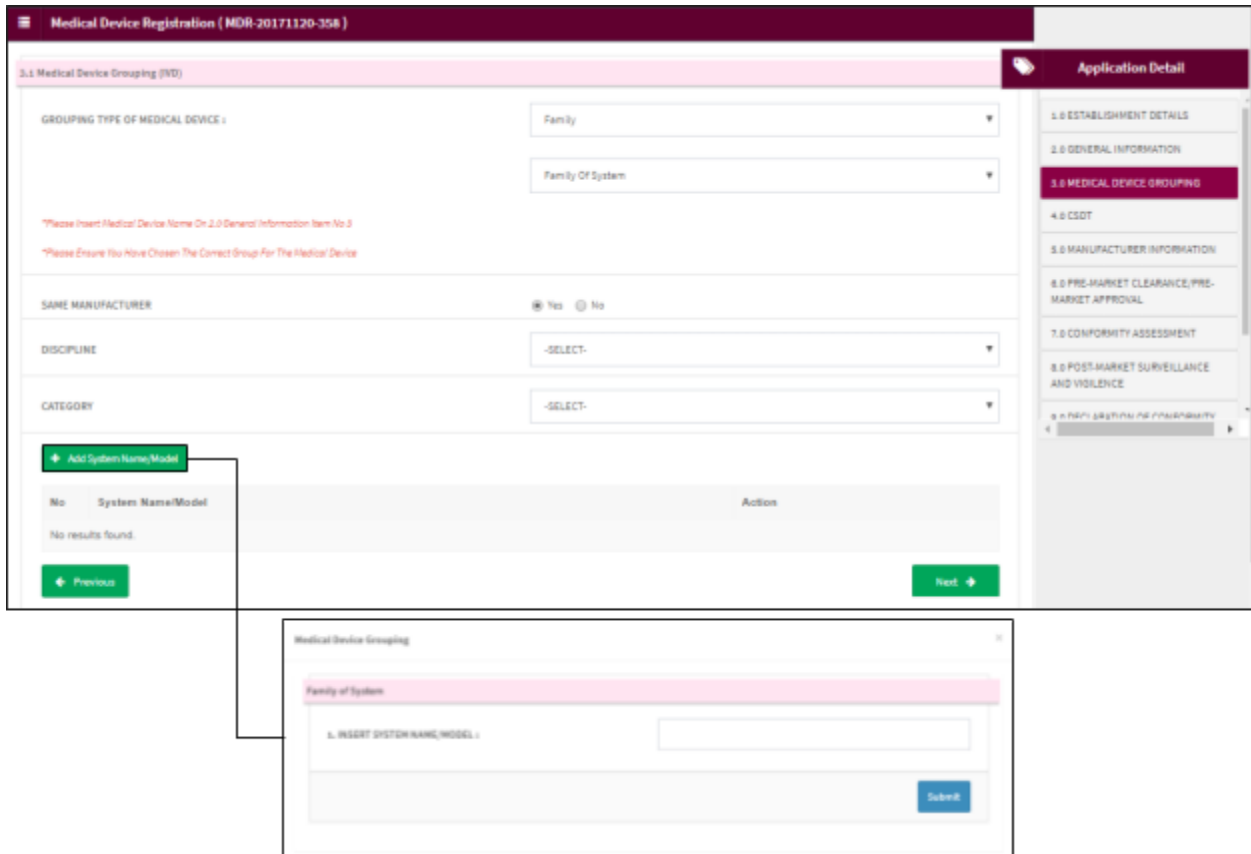 Medical Device Registration ( MDR-20171120-358 )
3.1 Medical Device Grouping (IVD)
GROUPING TYPE OF MEDICAL DEVICE :
Family
Family Of System
*Please Insert Medical Device Name On 2.0 General Information Item No 5
*Please Ensure You Have Chosen The Correct Group For The Medical Device
SAME MANUFACTURER
Yes No
DISCIPLINE
-SELECT-
CATEGORY
-SELECT-
Add System Name/Model
No System Name/Model Action
No results found.
Previous
Next
Application Detail
1.0 ESTABLISHMENT DETAILS
2.0 GENERAL INFORMATION
3.0 MEDICAL DEVICE GROUPING
4.0 CSDT
5.0 MANUFACTURER INFORMATION
6.0 PRE-MARKET CLEARANCE/PRE-
MARKET APPROVAL
7.0 CONFORMITY ASSESSMENT
8.0 POST-MARKET SURVEILLANCE
AND VIGILENCE
9.0 DECLARATION OF CONFORMITY
Medical Device Grouping
×
Family of System
1. INSERT SYSTEM NAME/MODEL :
Submit